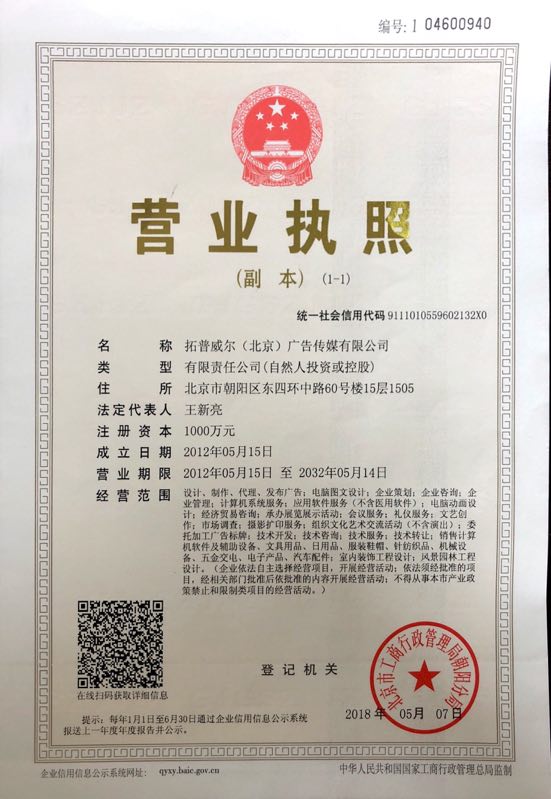 编号:1 04600940
营业执照
(副 本) (1-1)
统一社会信用代码 9111010559602132X0
名 称 拓普威尔（北京）广告传媒有限公司
类 型 有限责任公司(自然人投资或控股)
住 所 北京市朝阳区东四环中路60号楼15层1505
法定代表人 王新亮
注册资本 1000万元
成立日期 2012年05月15日
营业期限 2012年05月15日 至 2032年05月14日
经营范围 设计、制作、代理、发布广告；电脑图文设计；企业策划；企业咨询；企
业管理；计算机系统服务；应用软件服务（不含医用软件）；电脑动画设
计；经济贸易咨询；承办展览展示活动；会议服务；礼仪服务；文艺创
作；市场调查；摄影扩印服务；组织文化艺术交流活动（不含演出）；委
托加工广告标牌；技术开发；技术咨询；技术服务；技术转让；销售计算
机软件及辅助设备、文具用品、日用品、服装鞋帽、针纺织品、机械设
备、五金交电、电子产品、汽车配件；室内装饰工程设计；风景园林工程
设计。（企业依法自主选择经营项目，开展经营活动；依法须经批准的项
目，经相关部门批准后依批准的内容开展经营活动；不得从事本市产业政
策禁止和限制类项目的经营活动。）
在线扫码获取详细信息
登记机关
北京市工商行政管理局朝阳分局
2018年 05月 07日
提示：每年1月1日至6月30日通过企业信用信息公示系统
报送上一年度年度报告并公示。
企业信用信息公示系统网址： qyxy.baic.gov.cn
中华人民共和国国家工商行政管理总局监制